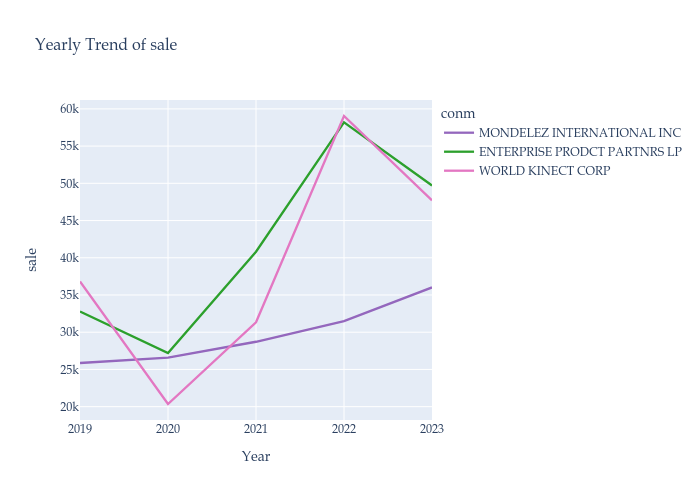 Yearly Trend of sale
conm
MONDELEZ INTERNATIONAL INC
ENTERPRISE PRODCT PARTNRS LP
WORLD KINECT CORP
60k
55k
50k
45k
40k
35k
30k
25k
20k
sale
2019 2020 2021 2022 2023
Year